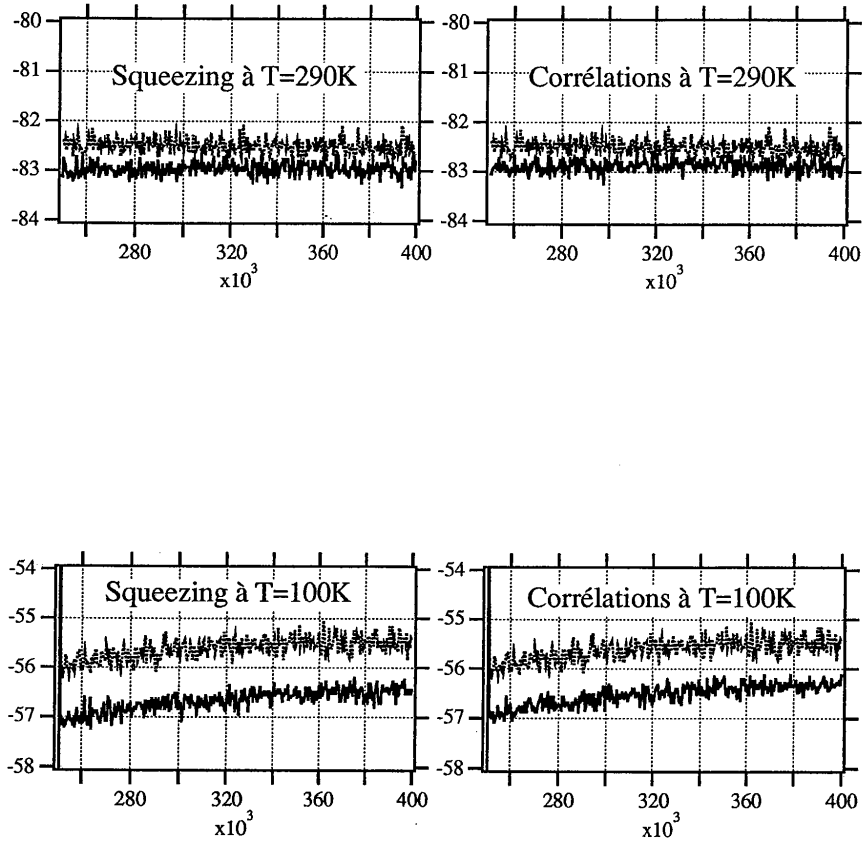 -80
-81
-82
-83
-84
Squeezing à T=290K
280 320 360 400
x10³
-80
-81
-82
-83
-84
Corrélations à T=290K
280 320 360 400
x10³
-54
-55
-56
-57
-58
Squeezing à T=100K
280 320 360 400
x10³
-54
-55
-56
-57
-58
Corrélations à T=100K
280 320 360 400
x10³